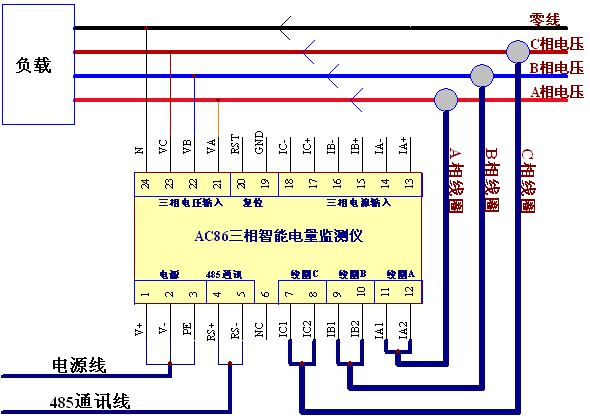 零线
C相电压
B相电压
A相电压
负载
N VC VB VA RST GND IC- IC+ IB- IB+ IA- IA+
24 23 22 21 20 19 18 17 16 15 14 13
三相电压输入 复位 三相电源输入
AC86三相智能电量监测仪
电源 485通讯 线圈C 线圈B 线圈A
1 2 3 4 5 6 7 8 9 10 11 12
V+ V- PE RS+ RS- NC IC1 IC2 IB1 IB2 IA1 IA2
A相线圈
B相线圈
C相线圈
电源线
485通讯线